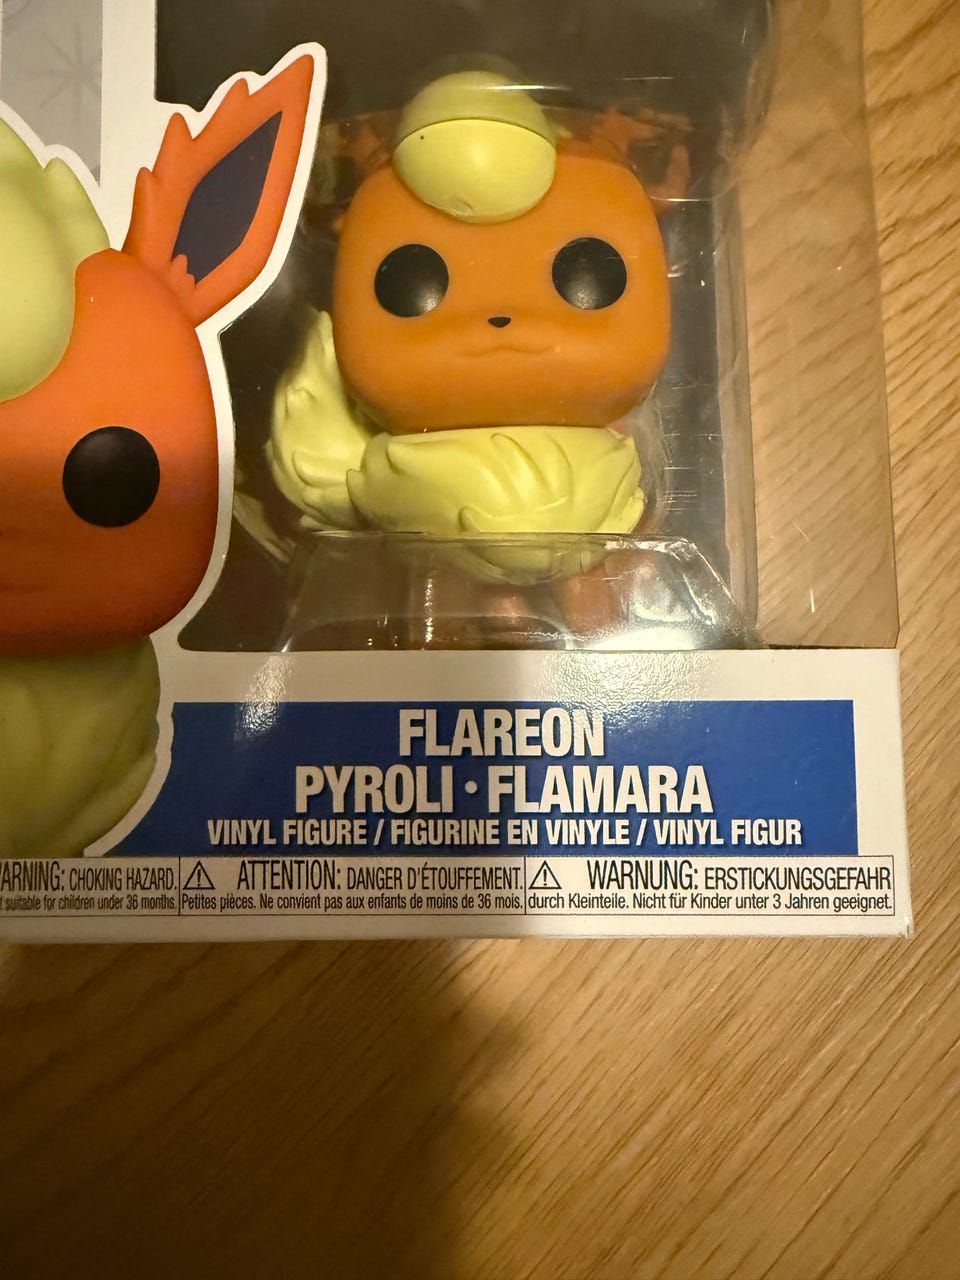 FLAREON
PYROLI • FLAMARA
VINYL FIGURE / FIGURINE EN VINYLE / VINYL FIGUR
WARNING: CHOKING HAZARD.
suitable for children under 36 months.
ATTENTION: DANGER D'ÉTOUFFEMENT.
Petites pièces. Ne convient pas aux enfants de moins de 36 mois.
WARNUNG: ERSTICKUNGSGEFAHR
durch Kleinteile. Nicht für Kinder unter 3 Jahren geeignet.